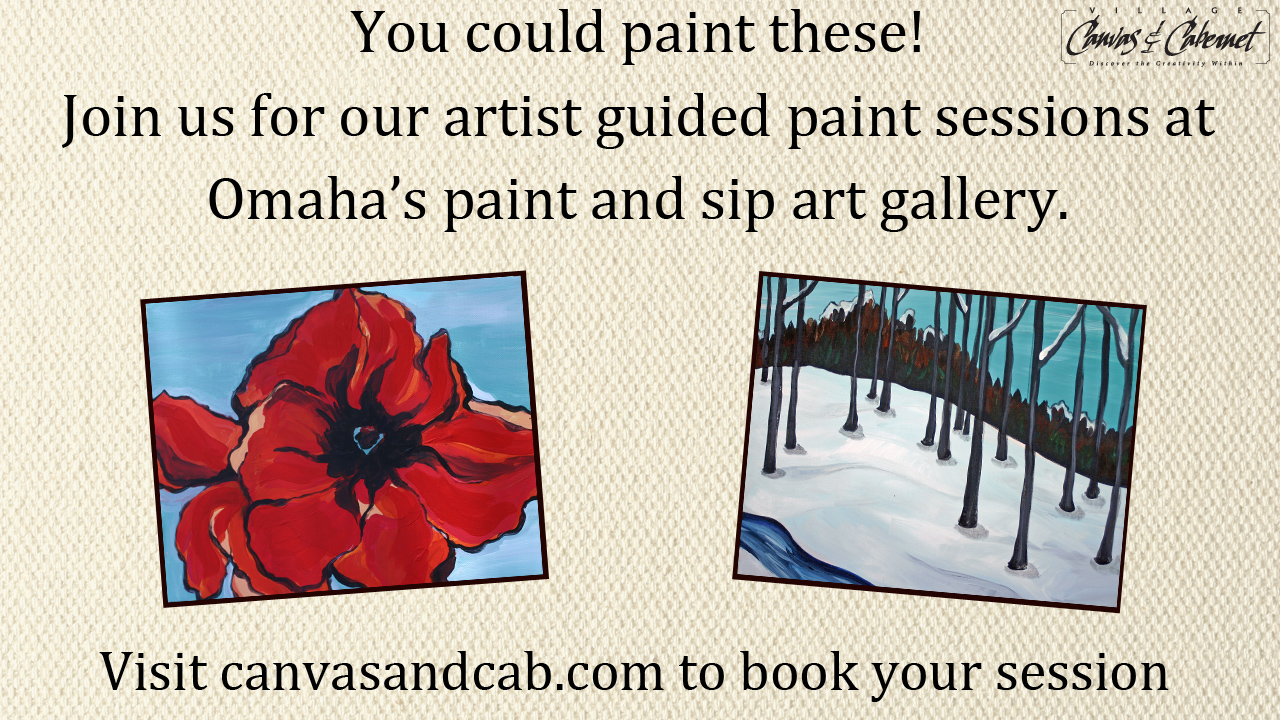 You could paint these!
VILLAGE
Canvas & Cabernet
Discover the Creativity Within
Join us for our artist guided paint sessions at
Omaha’s paint and sip art gallery.
Visit canvasandcab.com to book your session